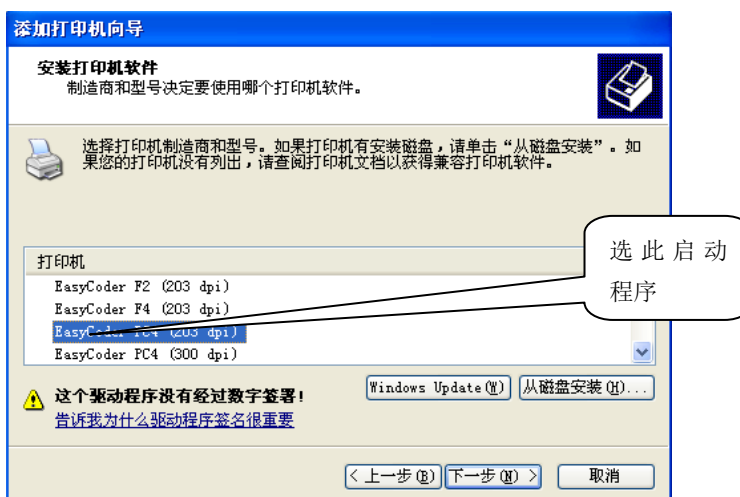 添加打印机向导
安装打印机软件
制造商和型号决定要使用哪个打印机软件。
选择打印机制造商和型号。如果打印机有安装磁盘，请单击“从磁盘安装”。如
果您的打印机没有列出，请查阅打印机文档以获得兼容打印机软件。
选此启动
程序
打印机
EasyCoder F2 (203 dpi)
EasyCoder F4 (203 dpi)
EasyCoder PC4 (203 dpi)
EasyCoder PC4 (300 dpi)
这个驱动程序没有经过数字签署！
告诉我为什么驱动程序签名很重要
Windows Update(W)
从磁盘安装(H)...
< 上一步(B)
下一步(N) >
取消